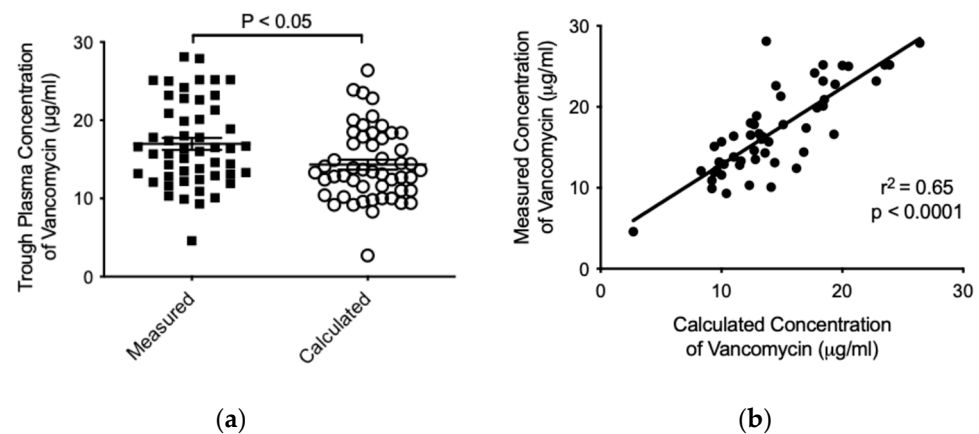 P < 0.05
Trough Plasma Concentration
of Vancomycin (µg/ml)
30
20
10
0
Measured
Calculated
(a)
Measured Concentration
of Vancomycin (µg/ml)
30
20
10
0
r² = 0.65
p < 0.0001
0
10
20
30
Calculated Concentration
of Vancomycin (µg/ml)
(b)